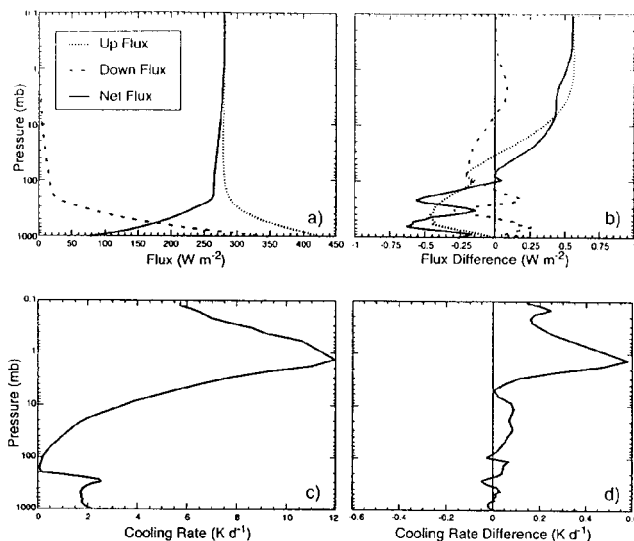 0.1
1
10
100
1000
Pressure (mb)
Up Flux
Down Flux
Net Flux
a)
0 50 100 150 200 250 300 350 400 450
Flux (W m-2)
b)
-1 -0.75 -0.5 -0.25 0 0.25 0.5 0.75 1
Flux Difference (W m-2)
0.1
1
10
100
1000
Pressure (mb)
c)
0 2 4 6 8 10 12
Cooling Rate (K d-1)
d)
-0.6 -0.4 -0.2 0 0.2 0.4 0.6
Cooling Rate Difference (K d-1)